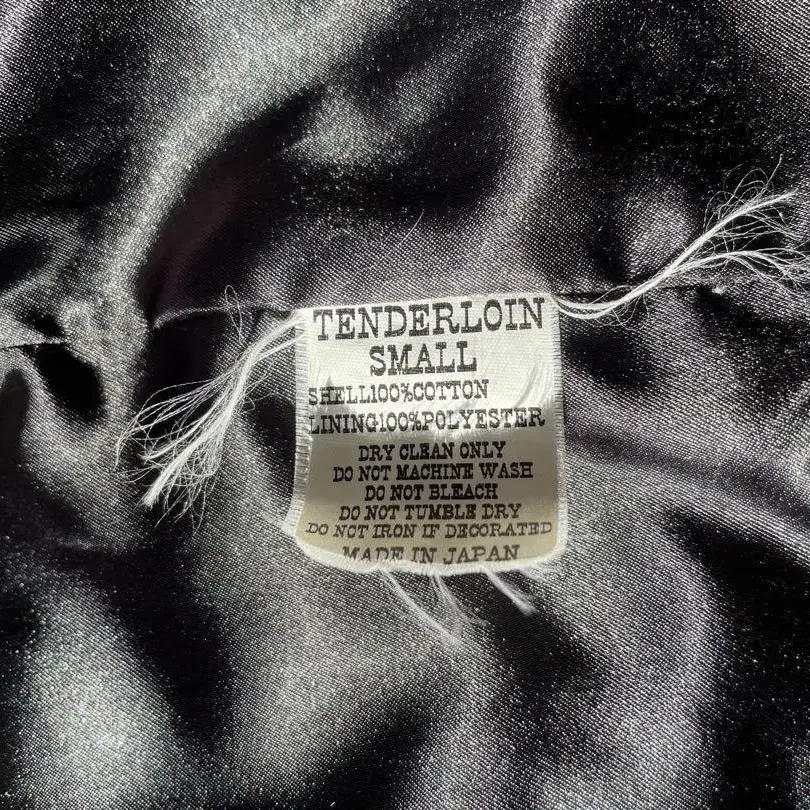 TENDERLOIN
SMALL
SHELL100%COTTON
LINING100%POLYESTER
DRY CLEAN ONLY
DO NOT MACHINE WASH
DO NOT BLEACH
DO NOT TUMBLE DRY
DO NOT IRON IF DECORATED
MADE IN JAPAN